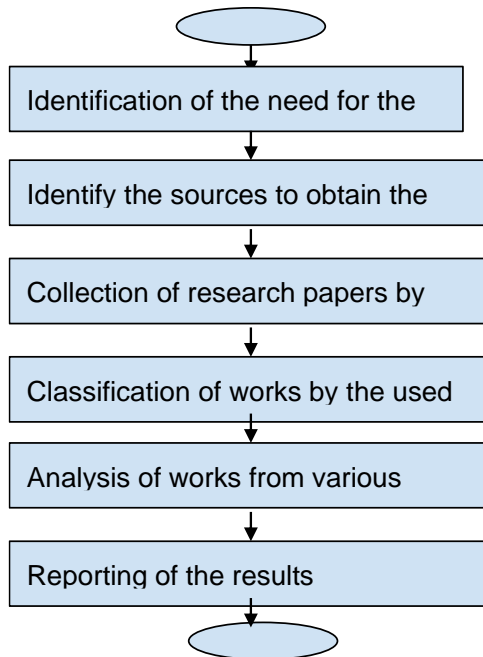 Identification of the need for the
Identify the sources to obtain the
Collection of research papers by
Classification of works by the used
Analysis of works from various
Reporting of the results